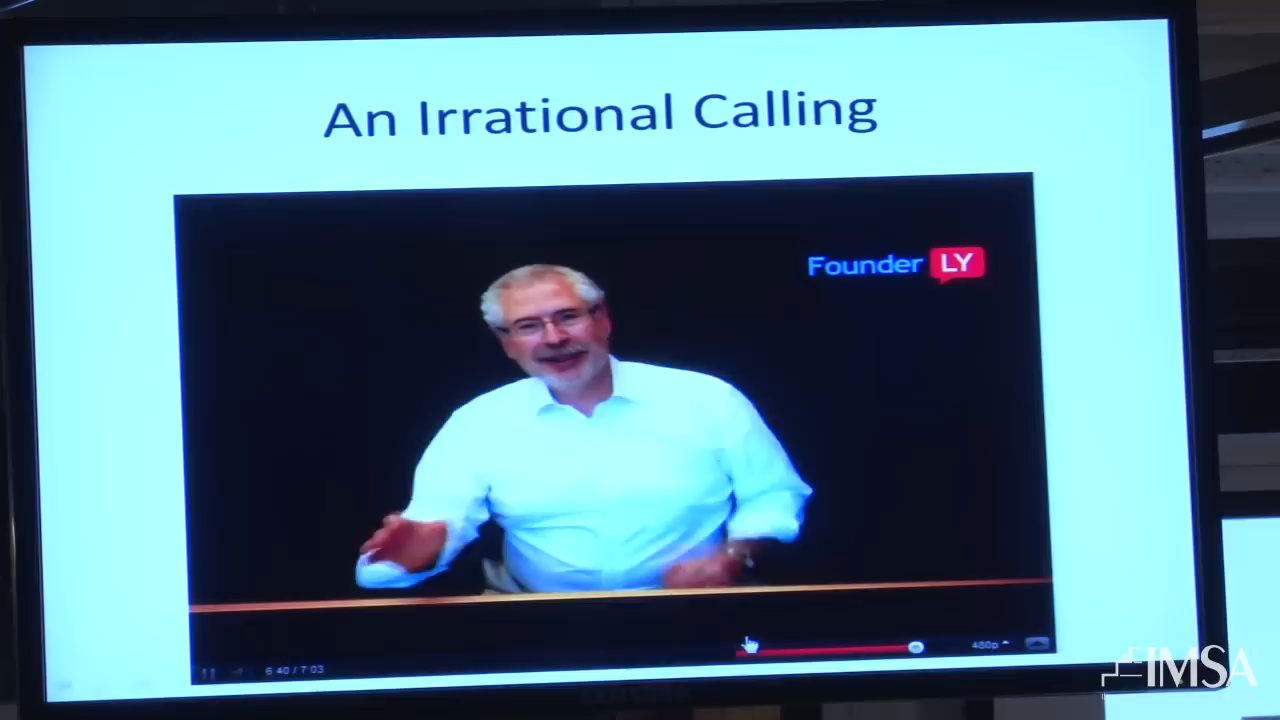 An Irrational Calling
Founder LY
6:40 / 7:03
480p
IMSA